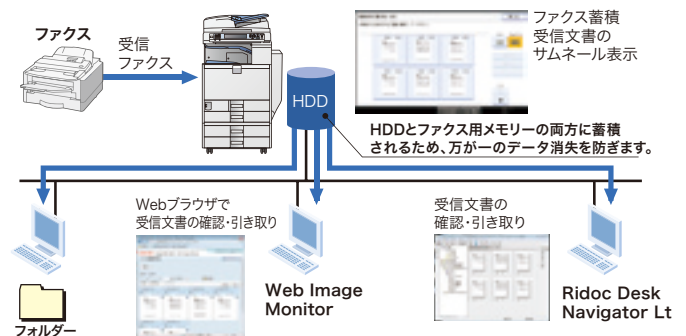 ファクス
受信
ファクス
HDD
ファクス蓄積
受信文書の
サムネール表示
HDDとファクス用メモリーの両方に蓄積
されるため、万が一のデータ消失を防ぎます。
Webブラウザで
受信文書の確認・引き取り
受信文書の
確認・引き取り
Web Image
Monitor
Ridoc Desk
Navigator Lt
フォルダー